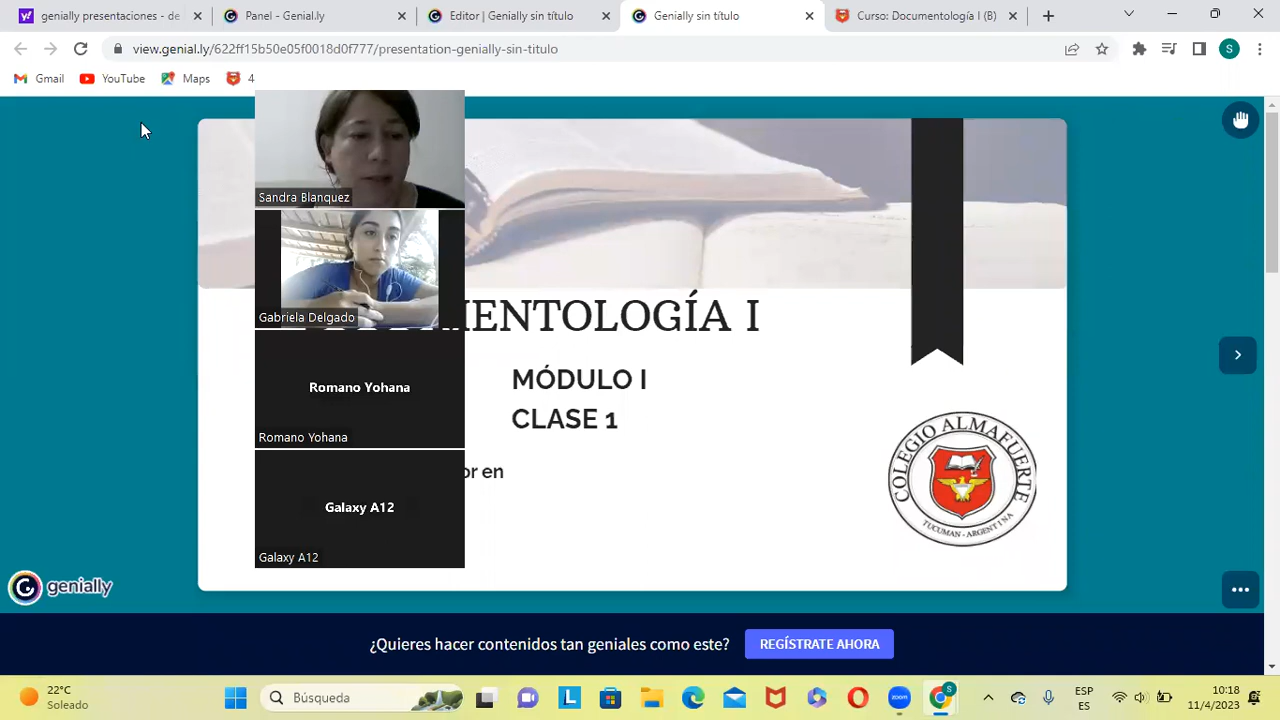 genially presentaciones - de
Panel - Genial.ly
Editor | Genially sin título
Genially sin título
Curso: Documentología I (B)
view.genial.ly/622ff15b50e05f0018d0f777/presentation-genially-sin-titulo
S
Gmail
YouTube
Maps
4
Sandra Blanquez
Gabriela Delgado
MENTOLOGÍA I
Romano Yohana
MÓDULO I
CLASE 1
Romano Yohana
or en
COLEGIO ALMAFUERTE
TUCUMAN - ARGENTINA
Galaxy A12
Galaxy A12
genially
¿Quieres hacer contenidos tan geniales como este?
REGÍSTRATE AHORA
22°C
Soleado
Búsqueda
zoom
S
ESP
ES
10:18
11/4/2023